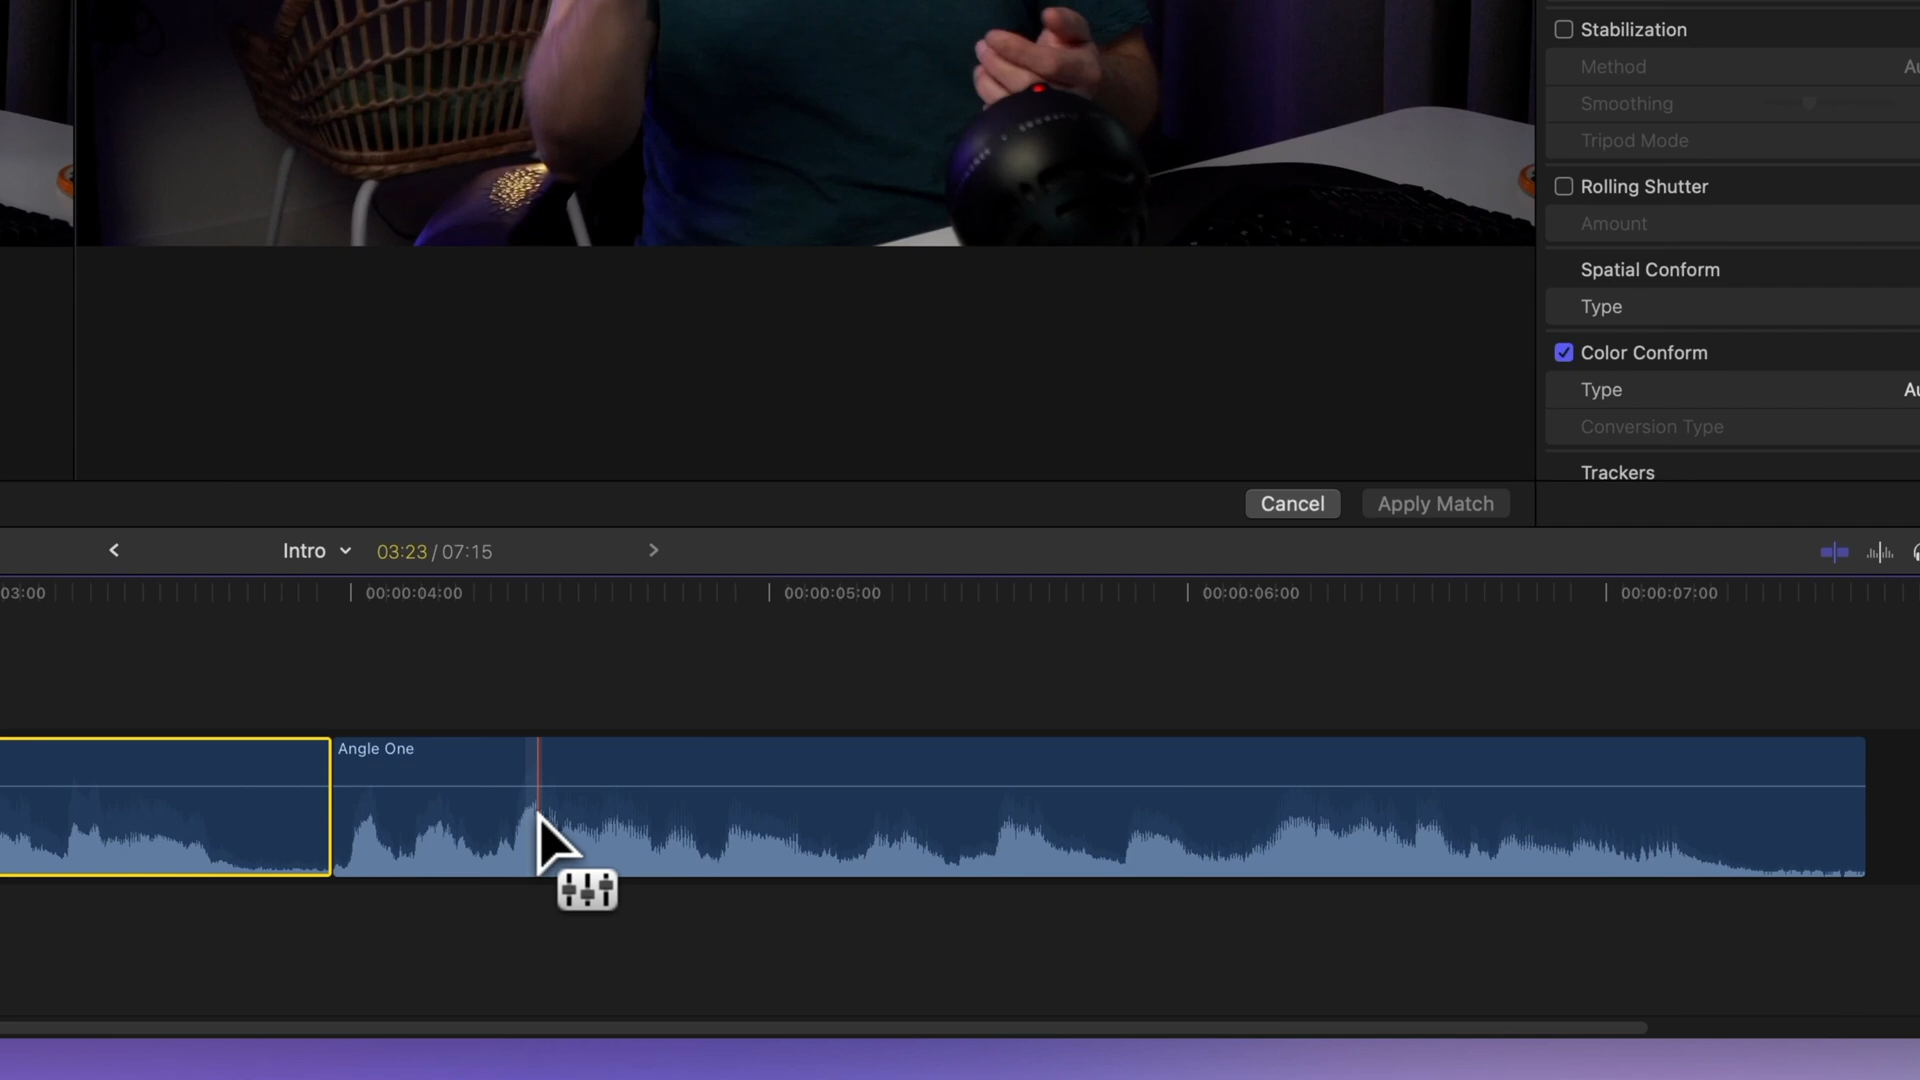 Stabilization
Method Au
Smoothing
Tripod Mode
Rolling Shutter
Amount
Spatial Conform
Type
Color Conform
Type Au
Conversion Type
Trackers
Cancel Apply Match
Intro 03:23 / 07:15
03:00 00:00:04:00 00:00:05:00 00:00:06:00 00:00:07:00
Angle One